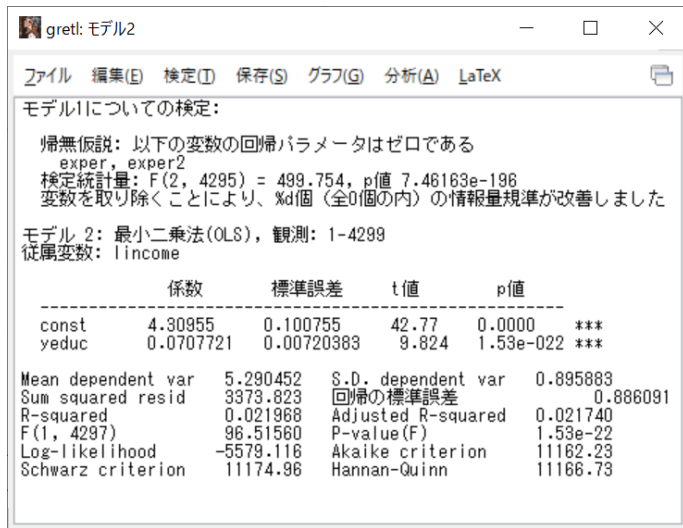 gretl: モデル2
ファイル 編集(E) 検定(T) 保存(S) グラフ(G) 分析(A) LaTeX
モデル1についての検定:
帰無仮説: 以下の変数の回帰パラメータはゼロである
exper, exper2
検定統計量: F(2, 4295) = 499.754, p値 7.46163e-196
変数を取り除くことにより、%d個（全0個の内）の情報量規準が改善しました
モデル 2: 最小二乗法(OLS), 観測: 1-4299
従属変数: lincome
係数 標準誤差 t値 p値
------------------------------------------------------------
const 4.30955 0.100755 42.77 0.0000 ***
yeduc 0.0707721 0.00720383 9.824 1.53e-022 ***
Mean dependent var 5.290452 S.D. dependent var 0.895883
Sum squared resid 3373.823 回帰の標準誤差 0.886091
R-squared 0.021968 Adjusted R-squared 0.021740
F(1, 4297) 96.51560 P-value(F) 1.53e-22
Log-likelihood -5579.116 Akaike criterion 11162.23
Schwarz criterion 11174.96 Hannan-Quinn 11166.73